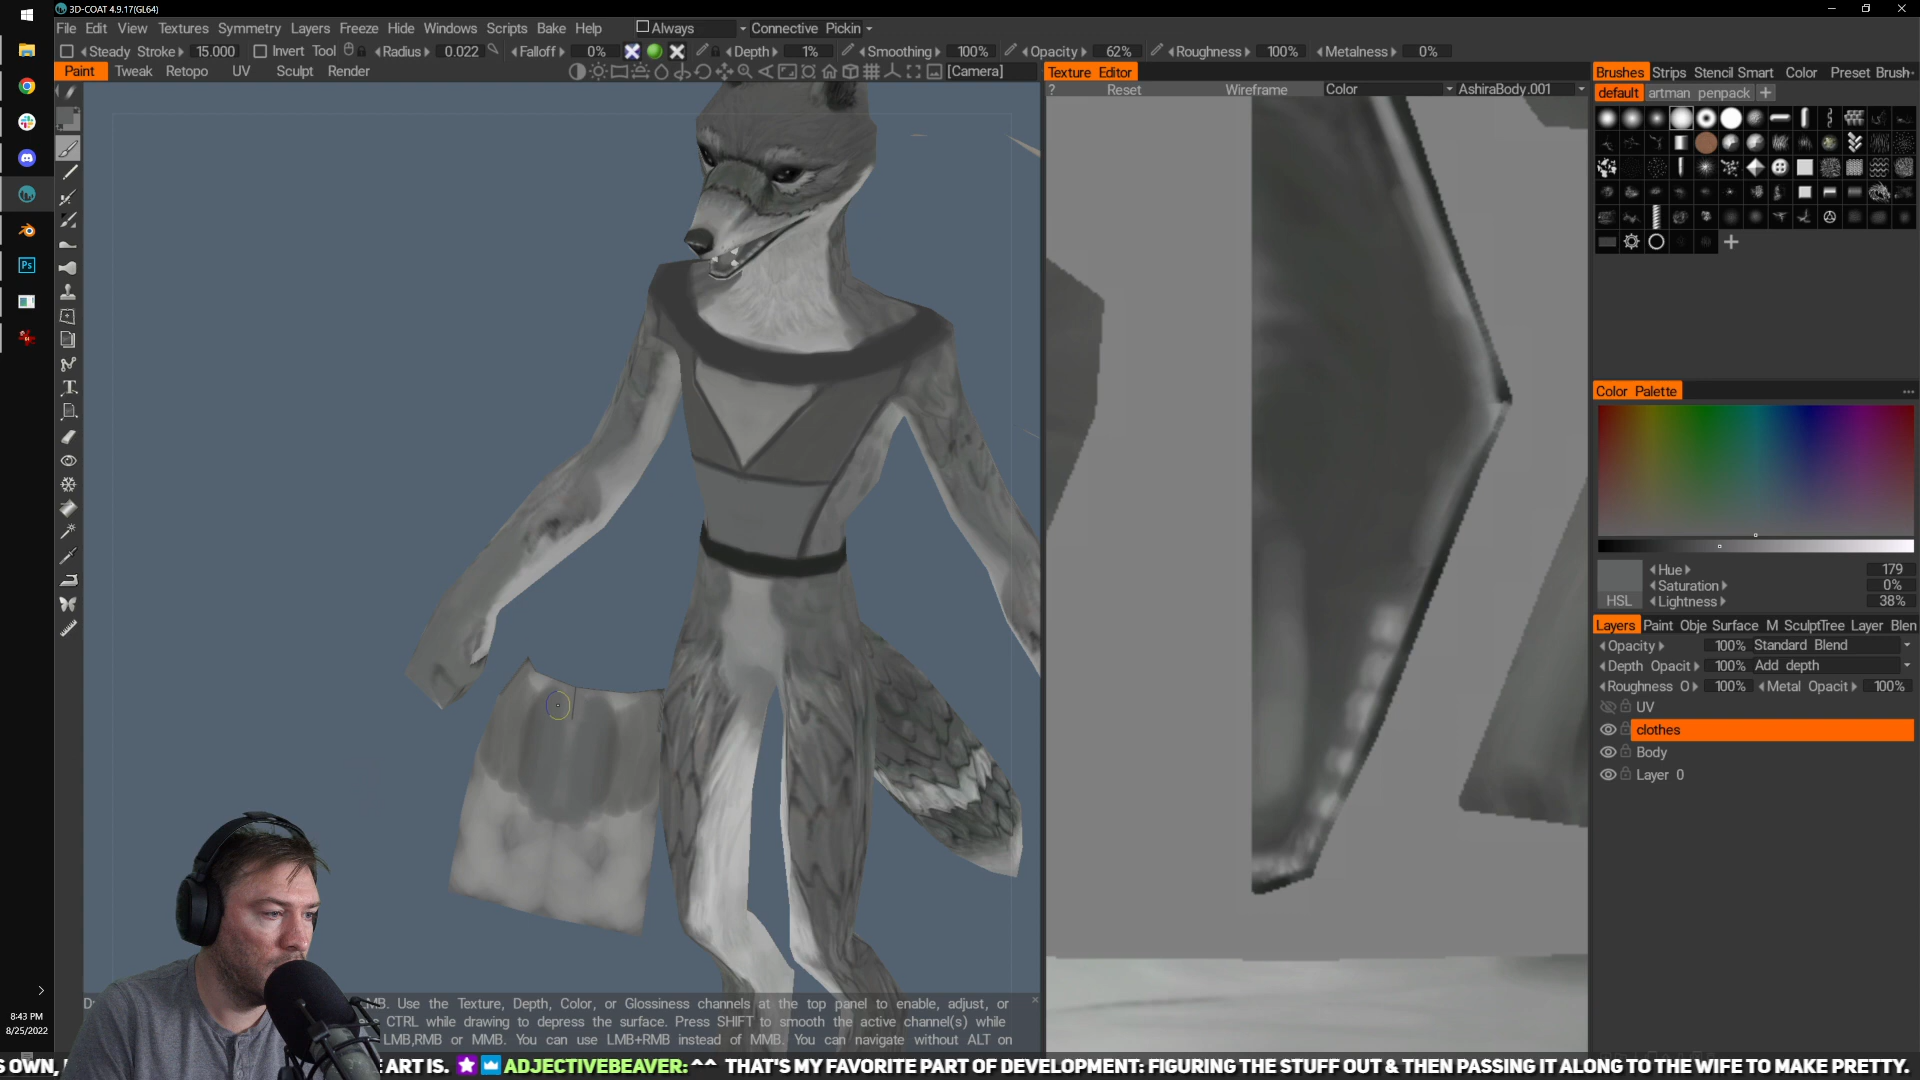 3D-COAT 4.9.17(GL64)
File Edit View Textures Symmetry Layers Freeze Hide Windows Scripts Bake Help Always Connective Pickin
Steady Stroke 15.000 Invert Tool Radius 0.022 Falloff 0% Depth 1% Smoothing 100% Opacity 62% Roughness 100% Metalness 0%
Paint Tweak Retopo UV Sculpt Render [Camera]
Texture Editor
? Reset Wireframe Color AshiraBody.001
Brushes Strips Stencil Smart Color Preset Brush
default artman penpack
Color Palette
Hue 179
Saturation 0%
HSL Lightness 38%
Layers Paint Obje Surface M SculptTree Layer Blen
Opacity 100% Standard Blend
Depth Opacit 100% Add depth
Roughness O 100% Metal Opacit 100%
UV
clothes
Body
Layer 0
MB. Use the Texture, Depth, Color, or Glossiness channels at the top panel to enable, adjust, or
CTRL while drawing to depress the surface. Press SHIFT to smooth the active channel(s) while
LMB,RMB or MMB. You can use LMB+RMB instead of MMB. You can navigate without ALT on
8:43 PM
8/25/2022
S OWN, E ART IS. ADJECTIVEBEAVER: ^^ THAT'S MY FAVORITE PART OF DEVELOPMENT: FIGURING THE STUFF OUT & THEN PASSING IT ALONG TO THE WIFE TO MAKE PRETTY.